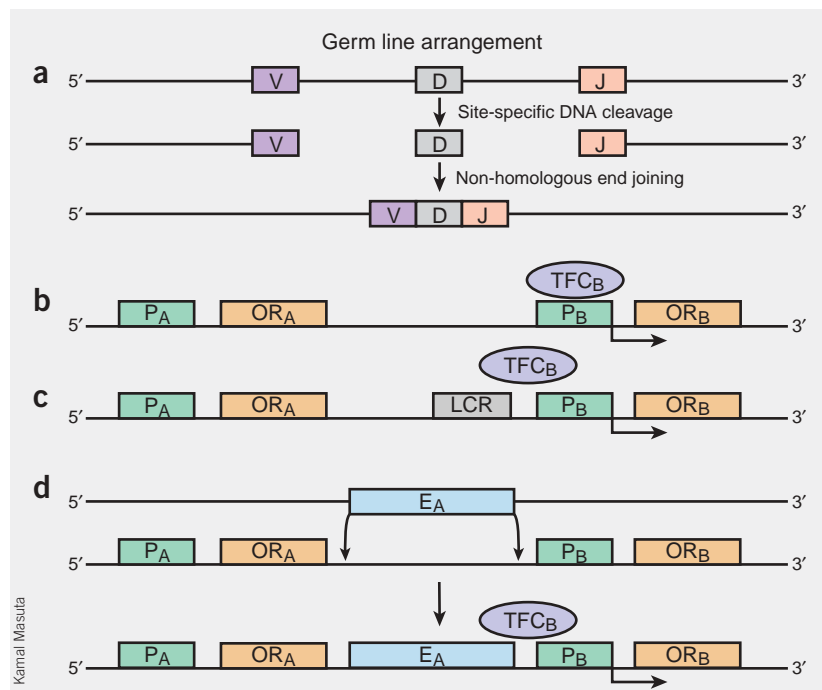 Germ line arrangement
a
5′ V D J 3′
Site-specific DNA cleavage
5′ V D J 3′
Non-homologous end joining
5′ V D J 3′
TFCB
b
5′ PA ORA PB ORB 3′
TFCB
c
5′ PA ORA LCR PB ORB 3′
d
5′ EA 3′
5′ PA ORA PB ORB 3′
TFCB
5′ PA ORA EA PB ORB 3′
Kamal Masuta